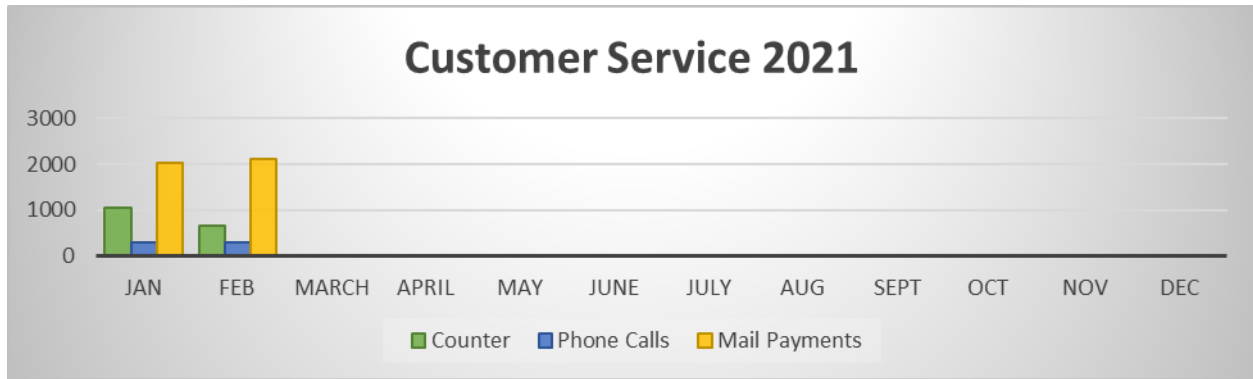 Customer Service 2021
3000
2000
1000
0
JAN FEB MARCH APRIL MAY JUNE JULY AUG SEPT OCT NOV DEC
Counter Phone Calls Mail Payments